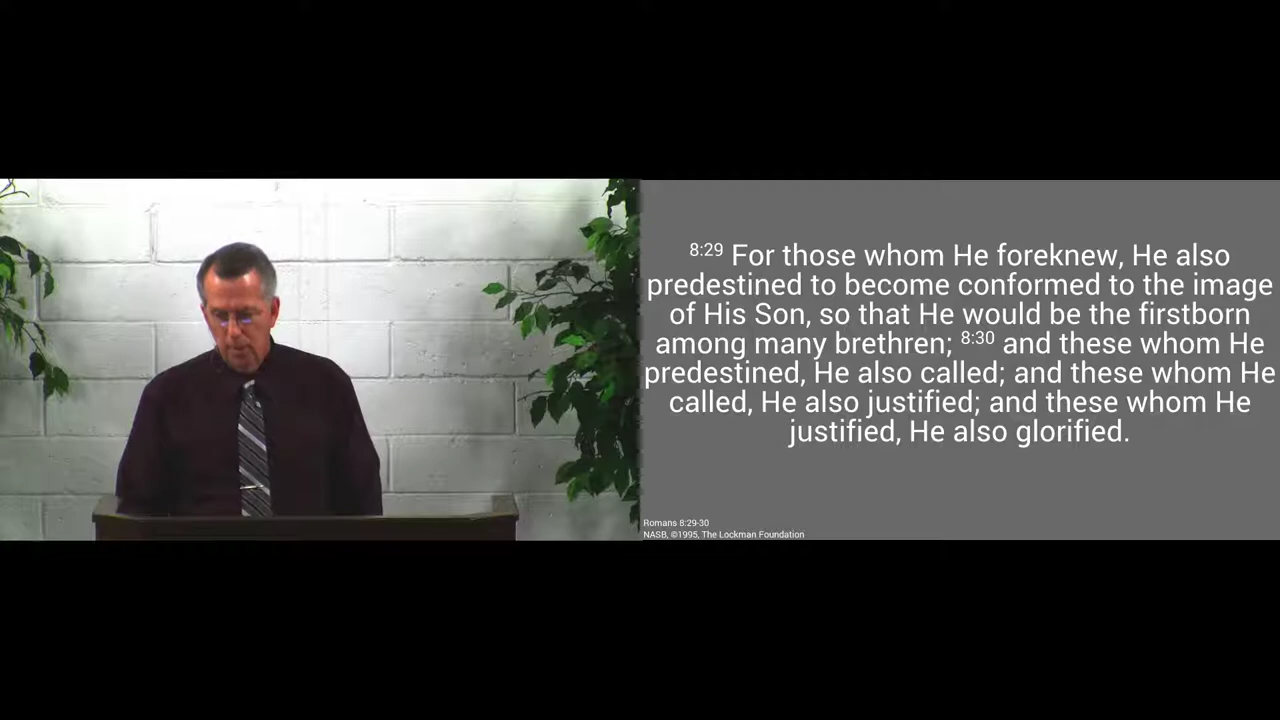 8:29 For those whom He foreknew, He also
predestined to become conformed to the image
of His Son, so that He would be the firstborn
among many brethren; 8:30 and these whom He
predestined, He also called; and these whom He
called, He also justified; and these whom He
justified, He also glorified.
Romans 8:29-30
NASB, ©1995, The Lockman Foundation